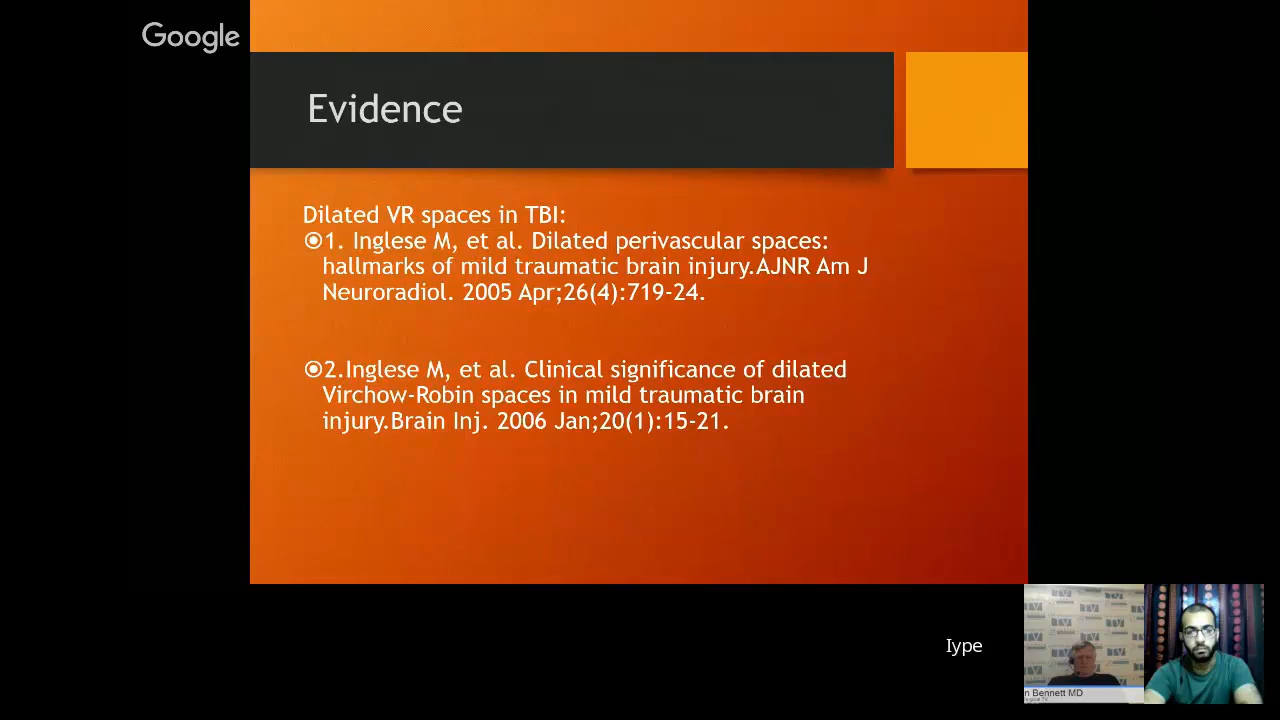 Google
Evidence
Dilated VR spaces in TBI:
1. Inglese M, et al. Dilated perivascular spaces:
hallmarks of mild traumatic brain injury.AJNR Am J
Neuroradiol. 2005 Apr;26(4):719-24.
2.Inglese M, et al. Clinical significance of dilated
Virchow-Robin spaces in mild traumatic brain
injury.Brain Inj. 2006 Jan;20(1):15-21.
Iype
n Bennett MD